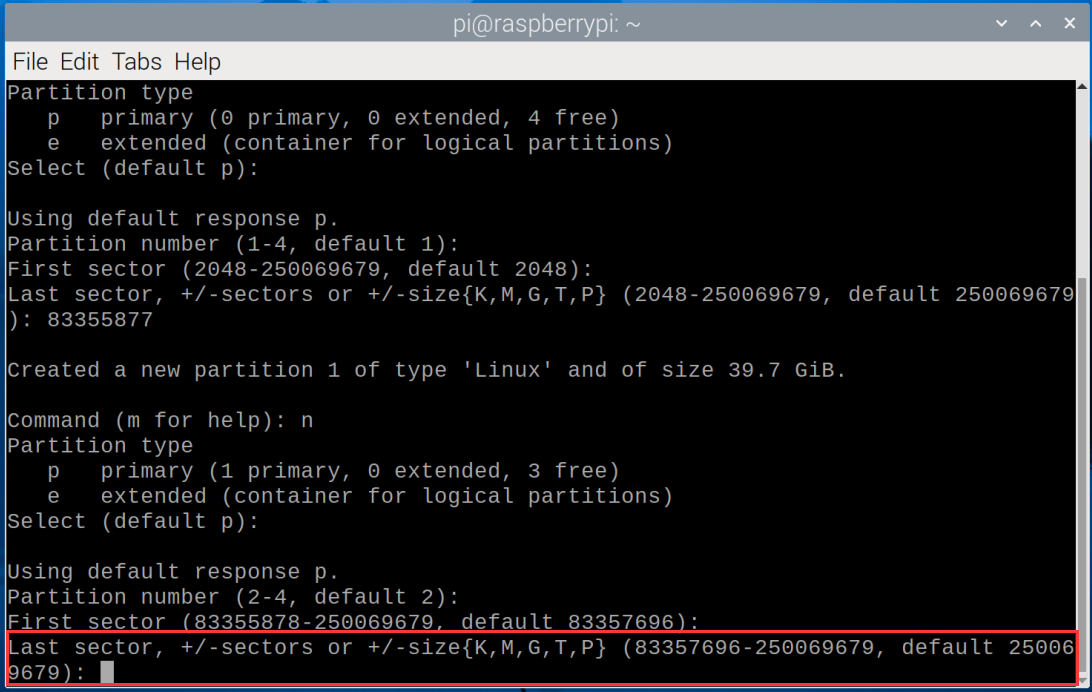 pi@raspberrypi: ~
File Edit Tabs Help
Partition type
   p   primary (0 primary, 0 extended, 4 free)
   e   extended (container for logical partitions)
Select (default p):
Using default response p.
Partition number (1-4, default 1):
First sector (2048-250069679, default 2048):
Last sector, +/-sectors or +/-size{K,M,G,T,P} (2048-250069679, default 250069679
): 83355877
Created a new partition 1 of type 'Linux' and of size 39.7 GiB.
Command (m for help): n
Partition type
   p   primary (1 primary, 0 extended, 3 free)
   e   extended (container for logical partitions)
Select (default p):
Using default response p.
Partition number (2-4, default 2):
First sector (83355878-250069679, default 83357696):
Last sector, +/-sectors or +/-size{K,M,G,T,P} (83357696-250069679, default 25006
9679):